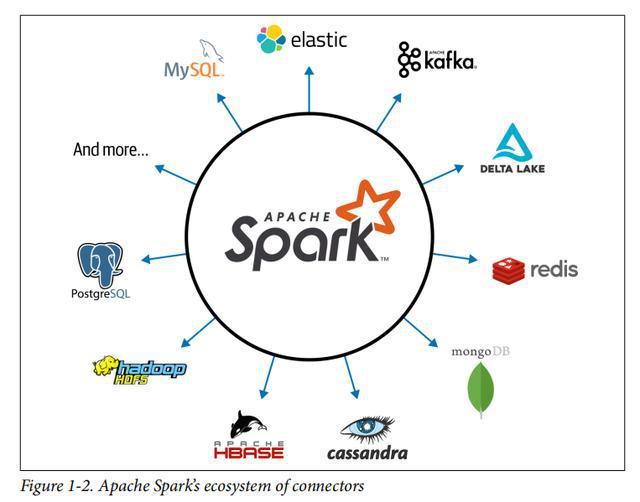 elastic
MySQL™
APACHE
kafka®
And more...
DELTA LAKE
APACHE
Spark™
redis
PostgreSQL
mongoDB
hadoop
HDFS
APACHE
HBASE
cassandra
Figure 1-2. Apache Spark's ecosystem of connectors